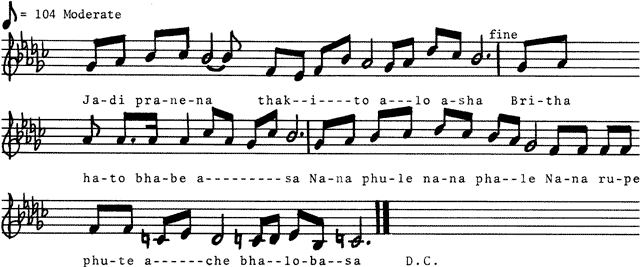 = 104 Moderate
fine
Ja-di pra-ne-na thak--i----to a---lo a-sha Bri-tha
ha-to bha-be a---------sa Na-na phu-le na-na pha--le Na-na ru-pe
phu-te a------che bha--lo-ba--sa D.C.